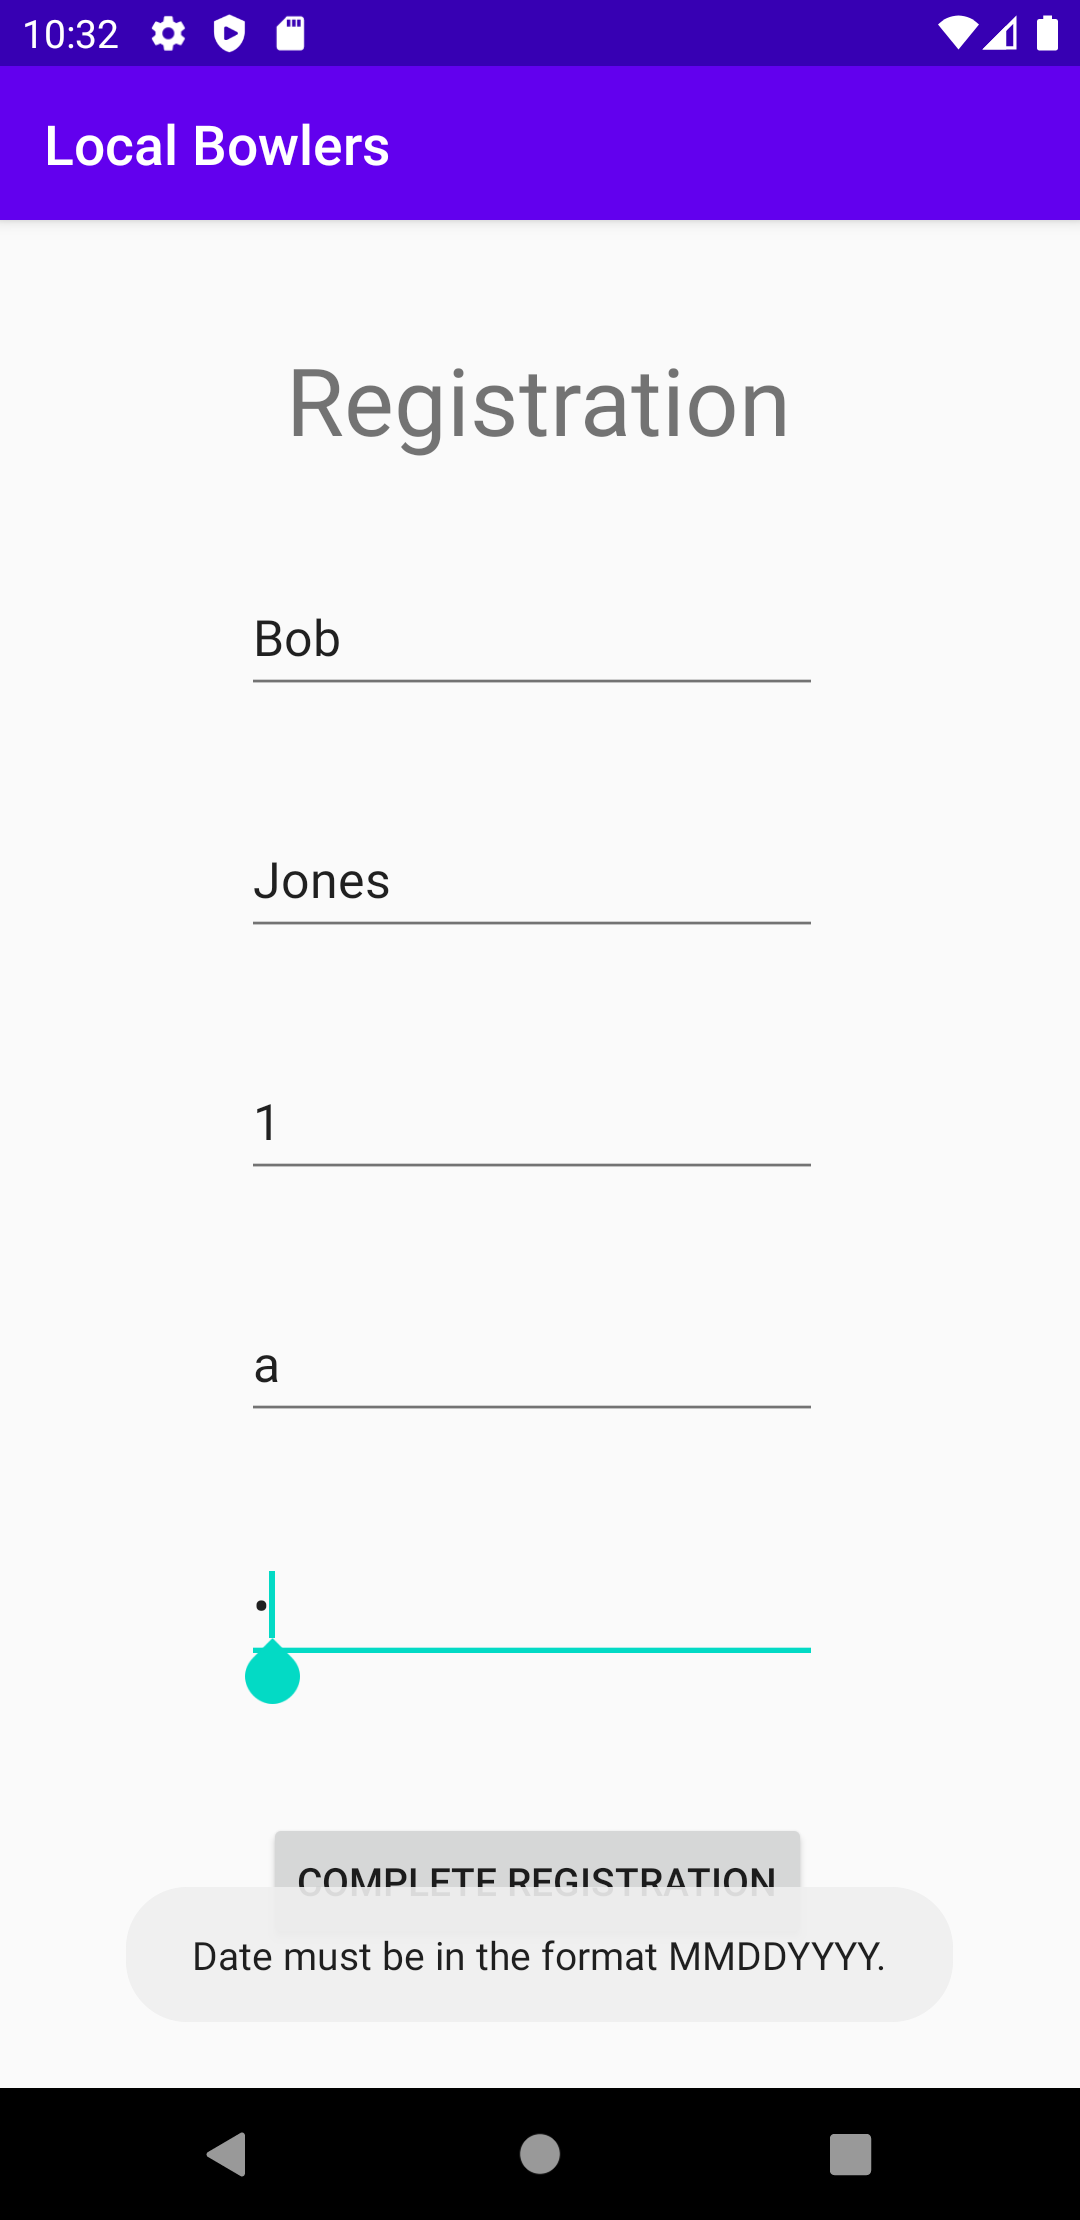 10:32
Local Bowlers
Registration
Bob
Jones
1
a
•
COMPLETE REGISTRATION
Date must be in the format MMDDYYYY.